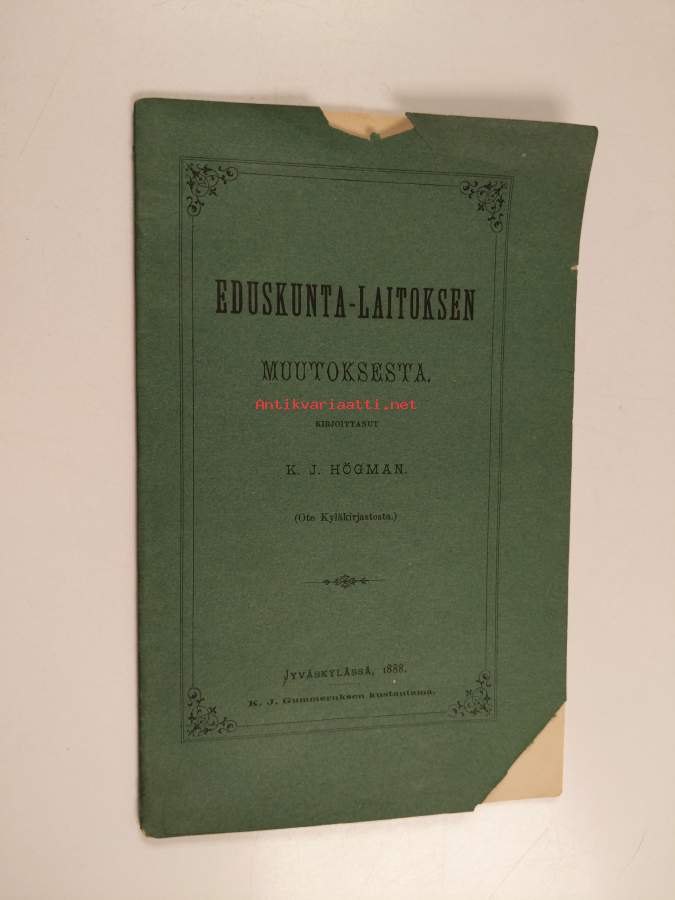 EDUSKUNTA-LAITOKSEN
MUUTOKSESTA.
Antikvariaatti.net
KIRJOITTANUT
K. J. HÖGMAN.
(Ote Kyläkirjastosta.)
JYVÄSKYLÄSSÄ, 1888.
K. J. Gummeruksen kustantama.